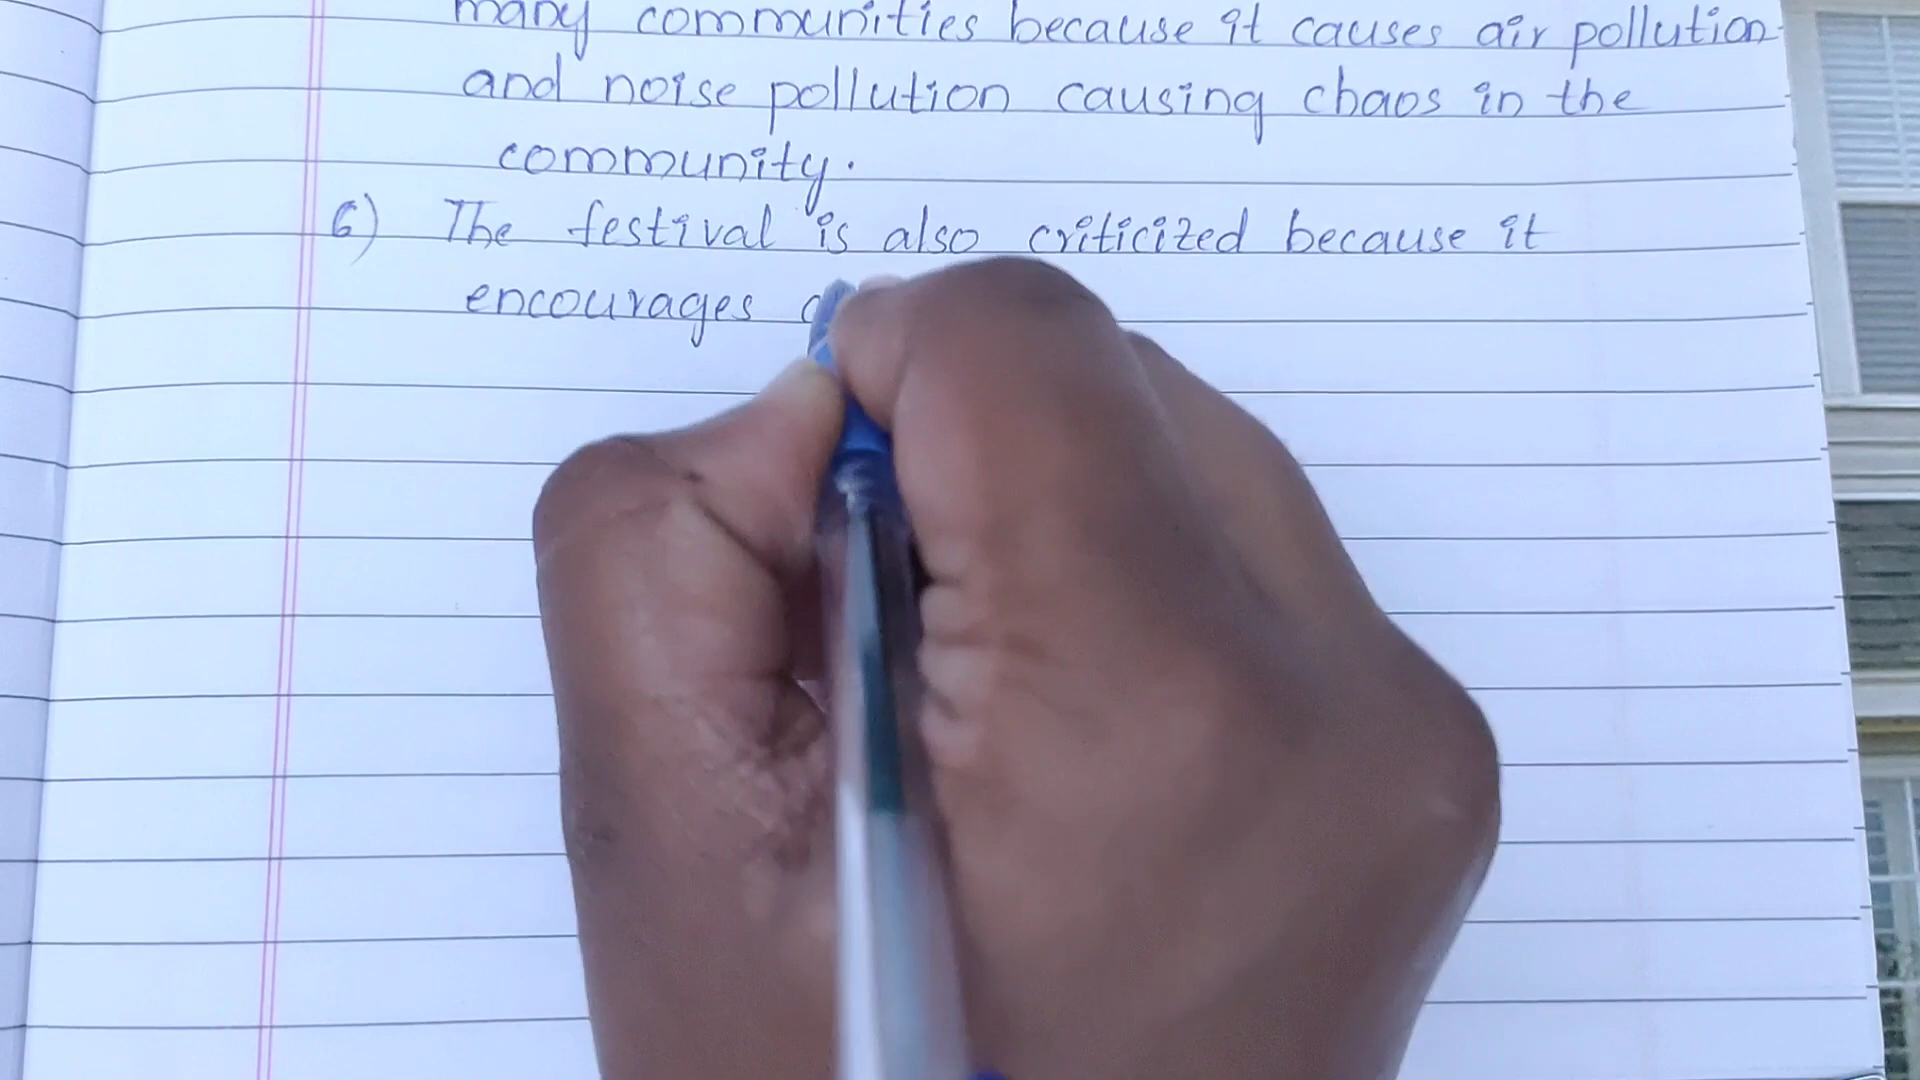 many communities because it causes air pollution
and noise pollution causing chaos in the
community.
6) The festival is also criticized because it
encourages